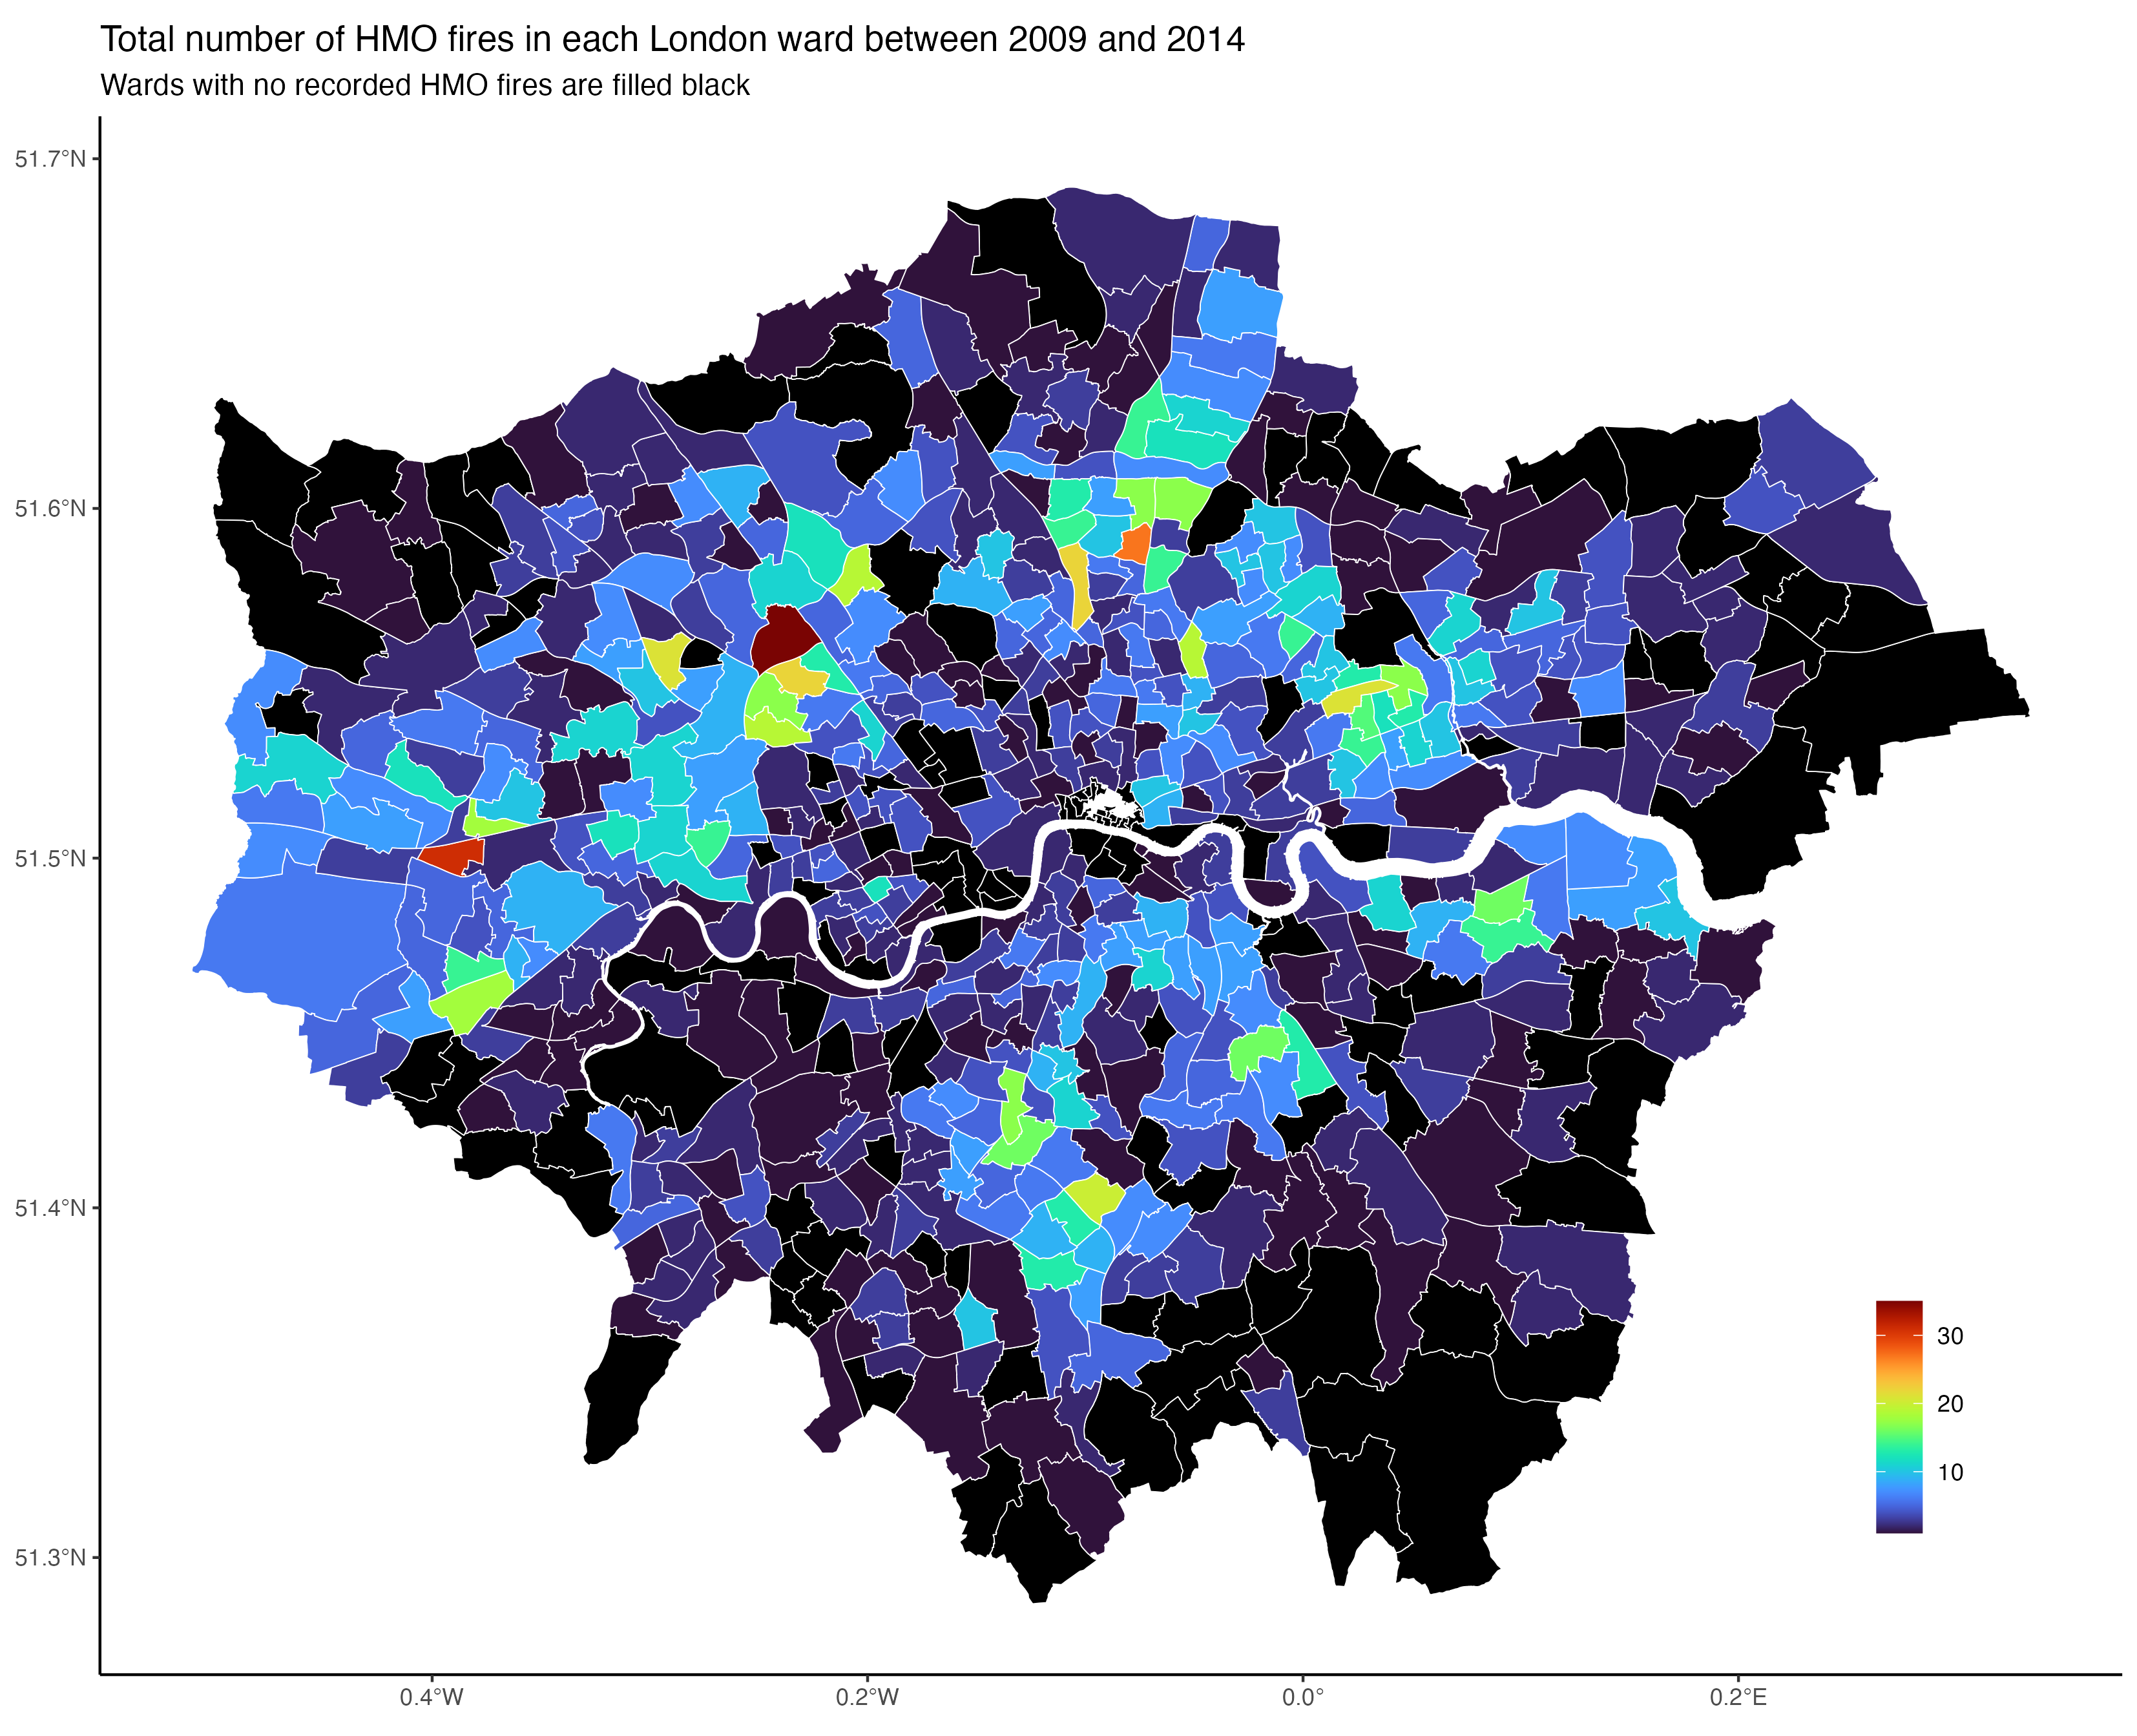 Total number of HMO fires in each London ward between 2009 and 2014
Wards with no recorded HMO fires are filled black
51.7°N
51.6°N
51.5°N
51.4°N
51.3°N
30
20
10
0.4°W
0.2°W
0.0°
0.2°E